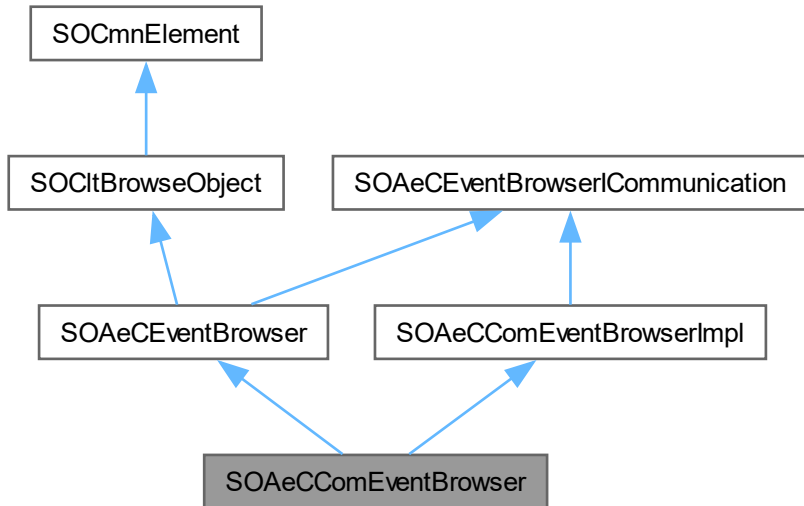 SOCmnElement
SOCltBrowseObject
SOAeCEventBrowserICommunication
SOAeCEventBrowser
SOAeCComEventBrowserImpl
SOAeCComEventBrowser